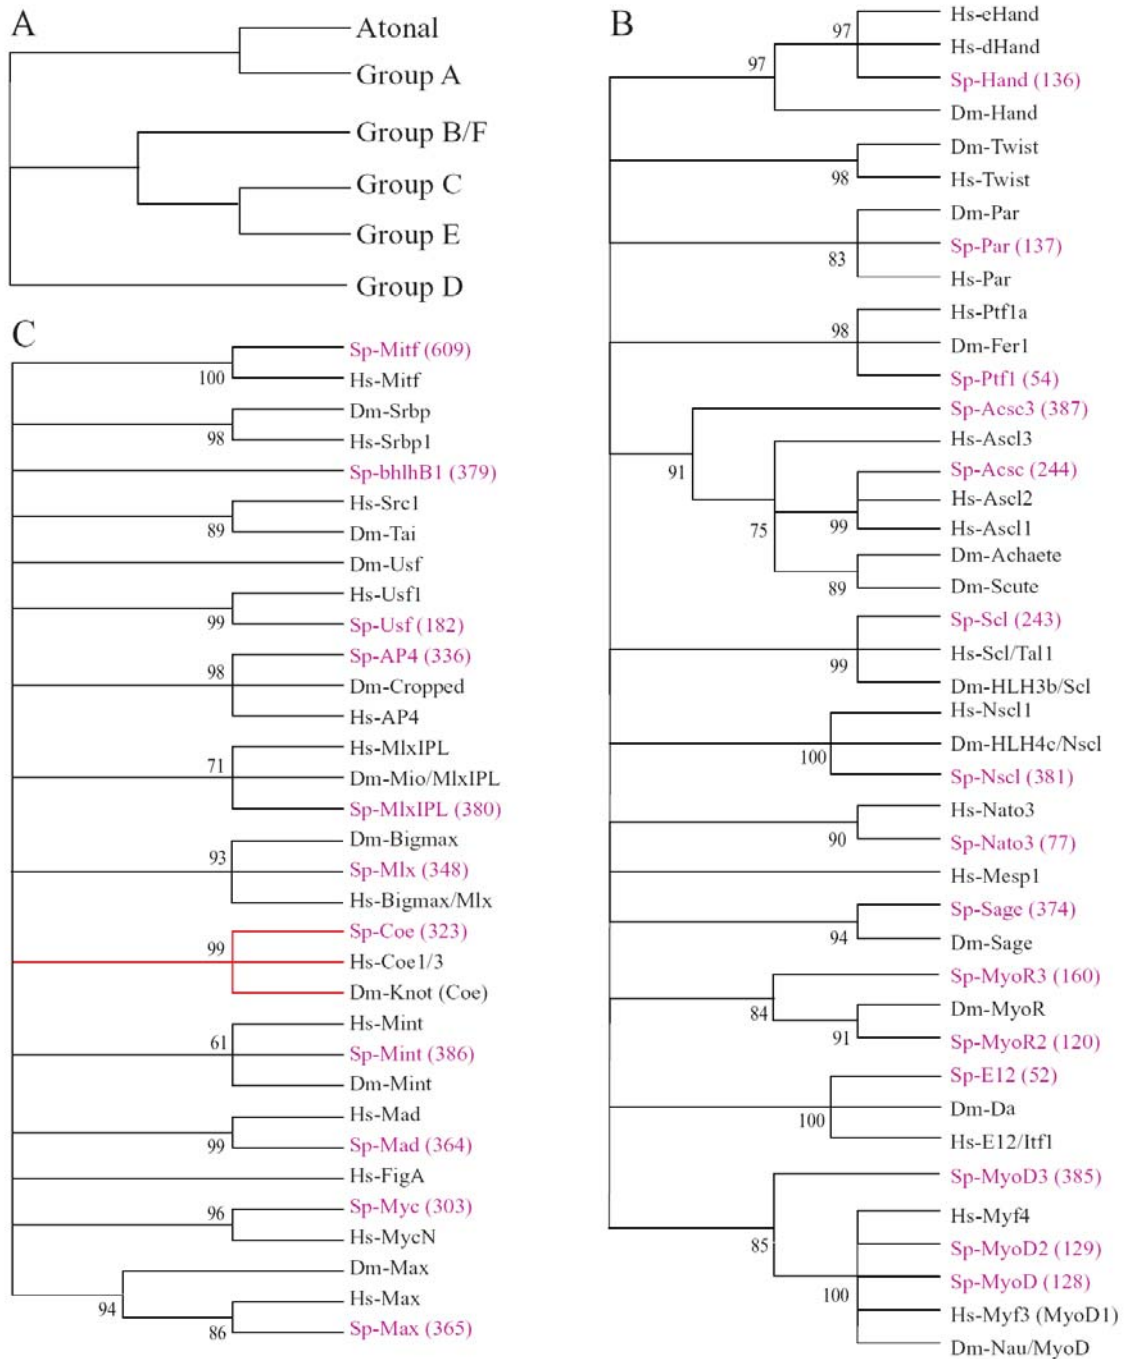 A
Atonal
Group A
Group B/F
Group C
Group E
Group D
B
97
97
Hs-eHand
Hs-dHand
Sp-Hand (136)
Dm-Hand
98
Dm-Twist
Hs-Twist
83
Dm-Par
Sp-Par (137)
Hs-Par
98
Hs-Ptf1a
Dm-Fer1
Sp-Ptf1 (54)
91
Sp-Acsc3 (387)
75
Hs-Ascl3
99
Sp-Acsc (244)
Hs-Ascl2
Hs-Ascl1
89
Dm-Achaete
Dm-Scute
99
Sp-Scl (243)
Hs-Scl/Tal1
Dm-HLH3b/Scl
100
Hs-Nscl1
Dm-HLH4c/Nscl
Sp-Nscl (381)
90
Hs-Nato3
Sp-Nato3 (77)
Hs-Mesp1
94
Sp-Sage (374)
Dm-Sage
84
Sp-MyoR3 (160)
91
Dm-MyoR
Sp-MyoR2 (120)
100
Sp-E12 (52)
Dm-Da
Hs-E12/Itf1
85
Sp-MyoD3 (385)
100
Hs-Myf4
Sp-MyoD2 (129)
Sp-MyoD (128)
Hs-Myf3 (MyoD1)
Dm-Nau/MyoD
C
100
Sp-Mitf (609)
Hs-Mitf
98
Dm-Srbp
Hs-Srbp1
Sp-bhlhB1 (379)
89
Hs-Src1
Dm-Tai
Dm-Usf
99
Hs-Usf1
Sp-Usf (182)
98
Sp-AP4 (336)
Dm-Cropped
Hs-AP4
71
Hs-MlxIPL
Dm-Mio/MlxIPL
Sp-MlxIPL (380)
93
Dm-Bigmax
Sp-Mlx (348)
Hs-Bigmax/Mlx
99
Sp-Coe (323)
Hs-Coe1/3
Dm-Knot (Coe)
61
Hs-Mint
Sp-Mint (386)
Dm-Mint
99
Hs-Mad
Sp-Mad (364)
Hs-FigA
96
Sp-Myc (303)
Hs-MycN
94
Dm-Max
86
Hs-Max
Sp-Max (365)